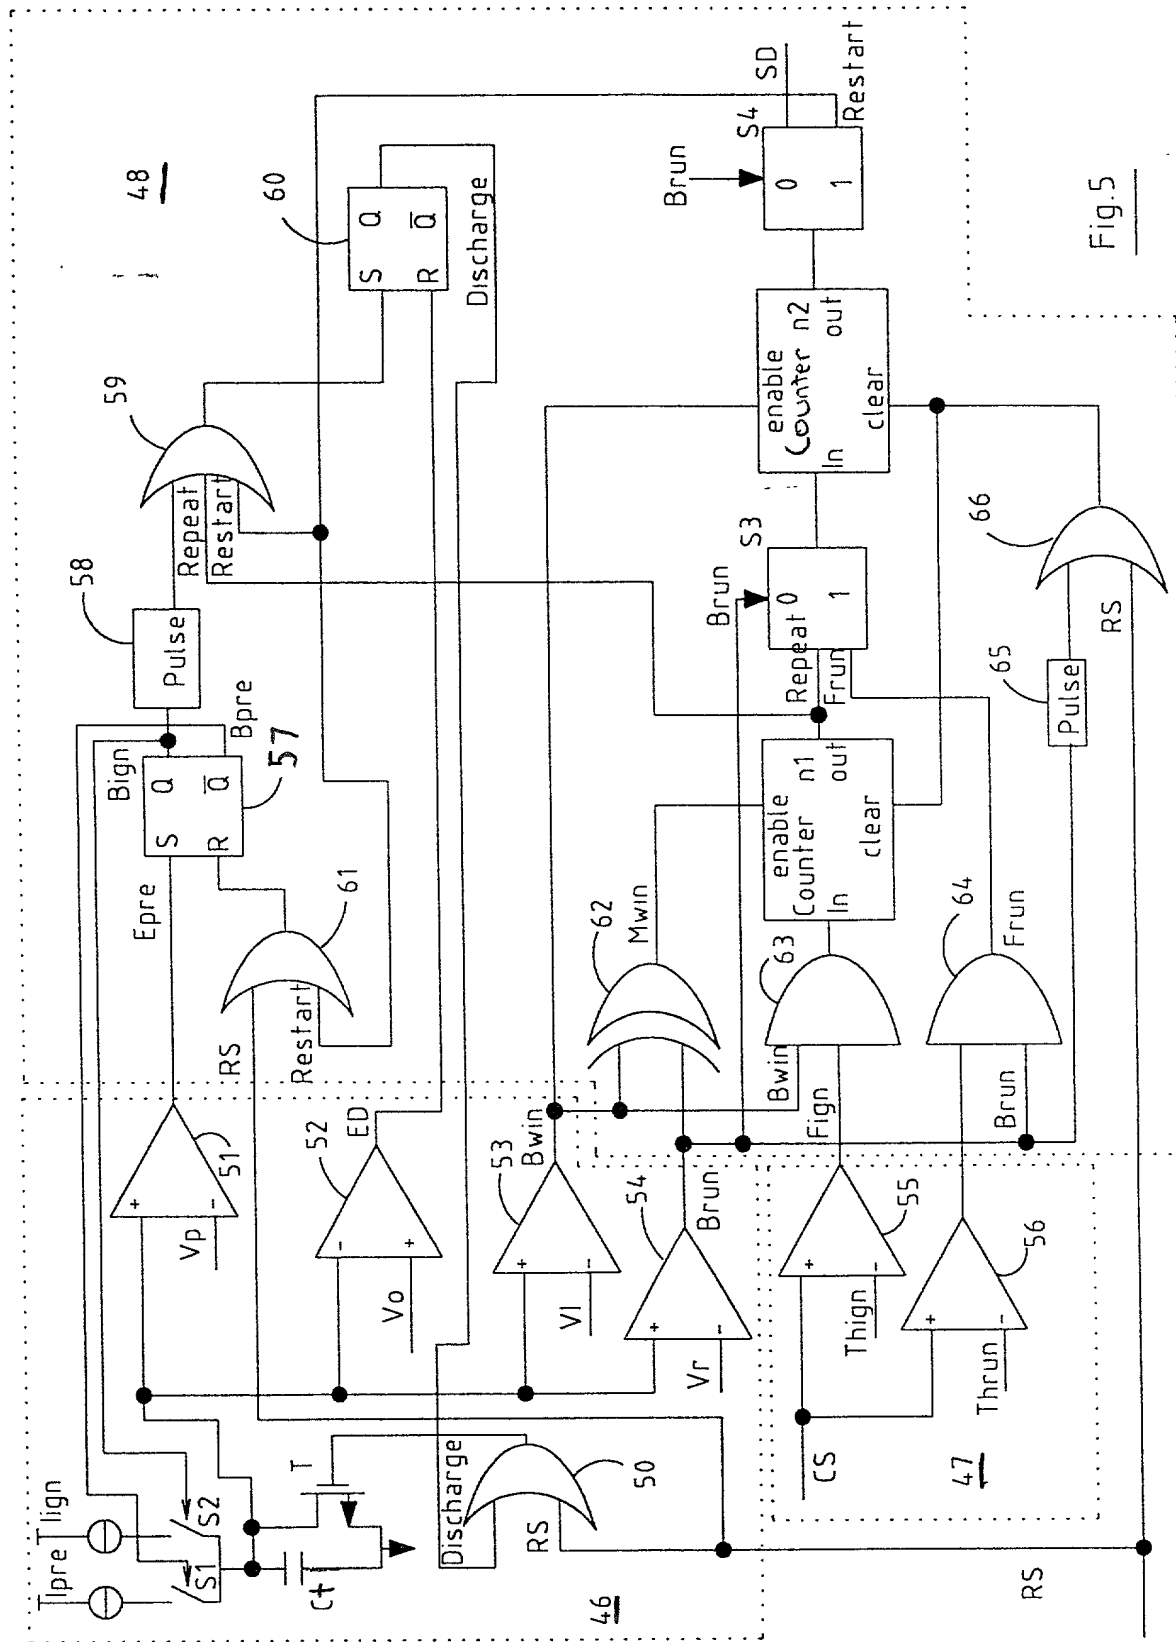 48
SD
S4
Restart
Brun
0
1
Fig.5
60
S
Q
R
Q
Discharge
59
Repeat
Restart
58
Pulse
Bign
Bpre
S
Q
R
Q
57
Epre
61
RS
Restart
enable
Counter n2
In
out
clear
S3
Brun
0
1
Repeat
Frun
66
RS
65
Pulse
enable
Counter n1
In
out
clear
62
Mwin
63
Bwin
Fign
64
Frun
Brun
51
+
-
Vp
52
ED
-
+
Vo
53
Bwin
+
-
Vl
54
Brun
+
-
Vr
55
+
-
Thign
56
+
-
Thrun
CS
47
Iign
Ipre
S2
S1
T
Ct
Discharge
RS
50
46
RS